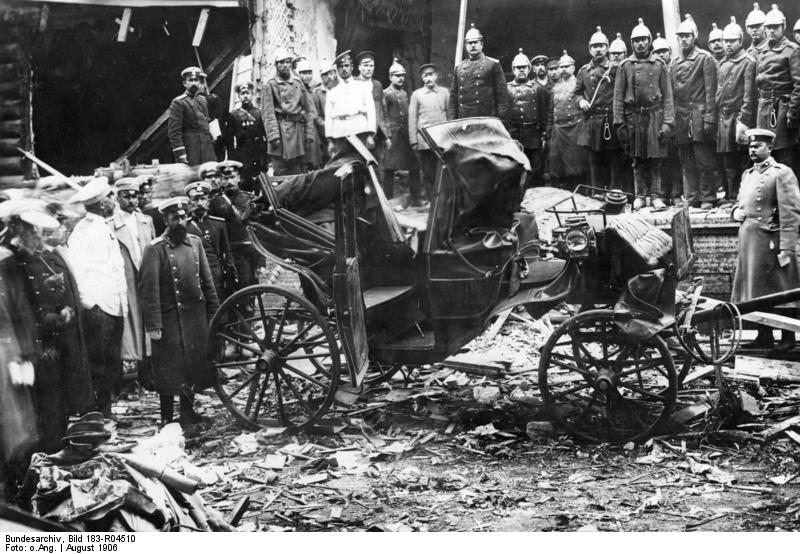 Bundesarchiv, Bild 183-R04510
Foto: o.Ang. | August 1906